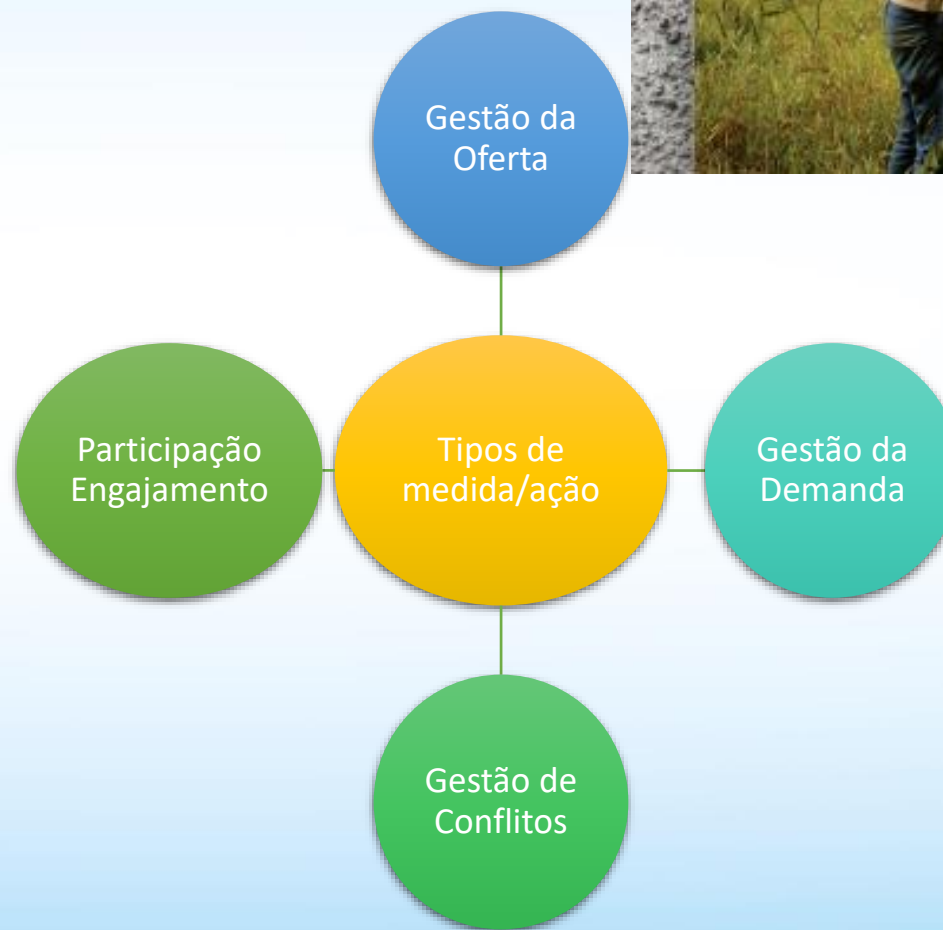 Gestão da
Oferta
Participação
Engajamento
Tipos de
medida/ação
Gestão da
Demanda
Gestão de
Conflitos